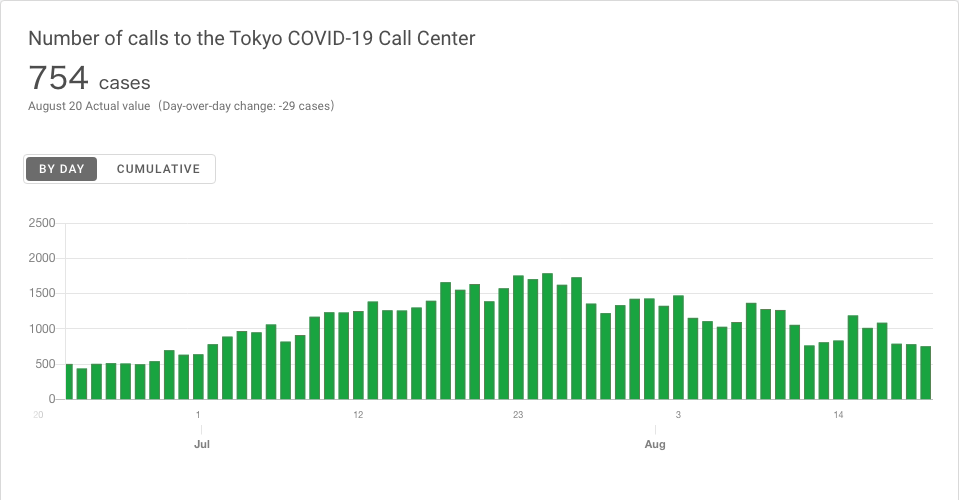 Number of calls to the Tokyo COVID-19 Call Center
754 cases
August 20 Actual value（Day-over-day change: -29 cases）
BY DAY CUMULATIVE
2500
2000
1500
1000
500
0
20 1 12 23 3 14
Jul Aug